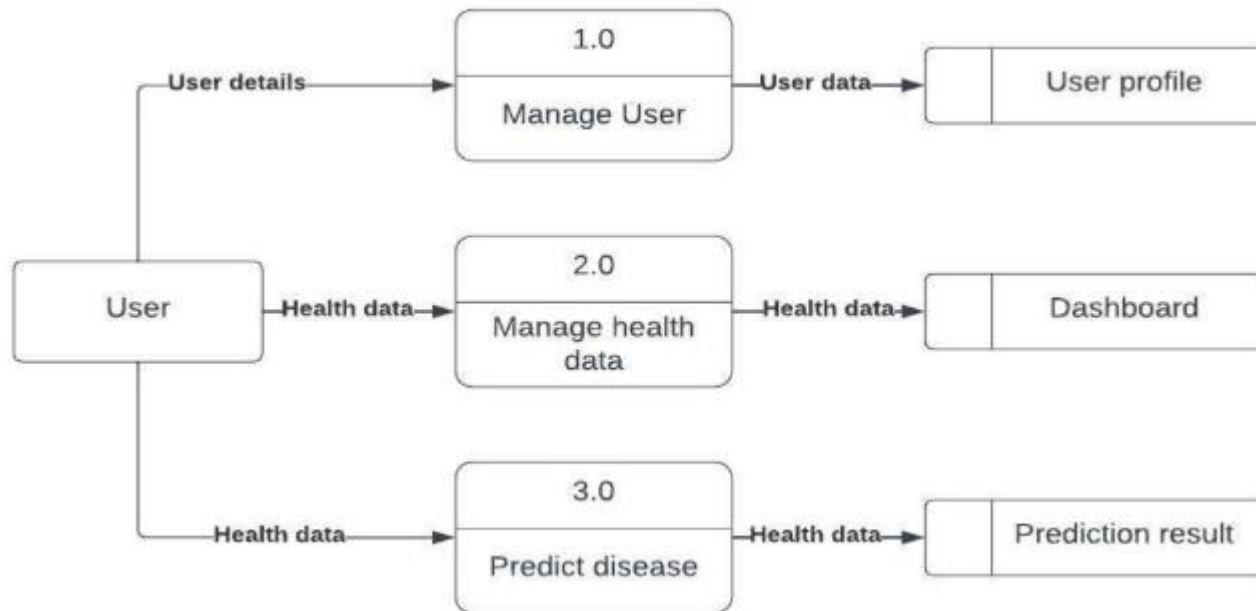 1.0
User details
Manage User
User data
User profile
User
Health data
2.0
Manage health
data
Health data
Dashboard
Health data
3.0
Predict disease
Health data
Prediction result